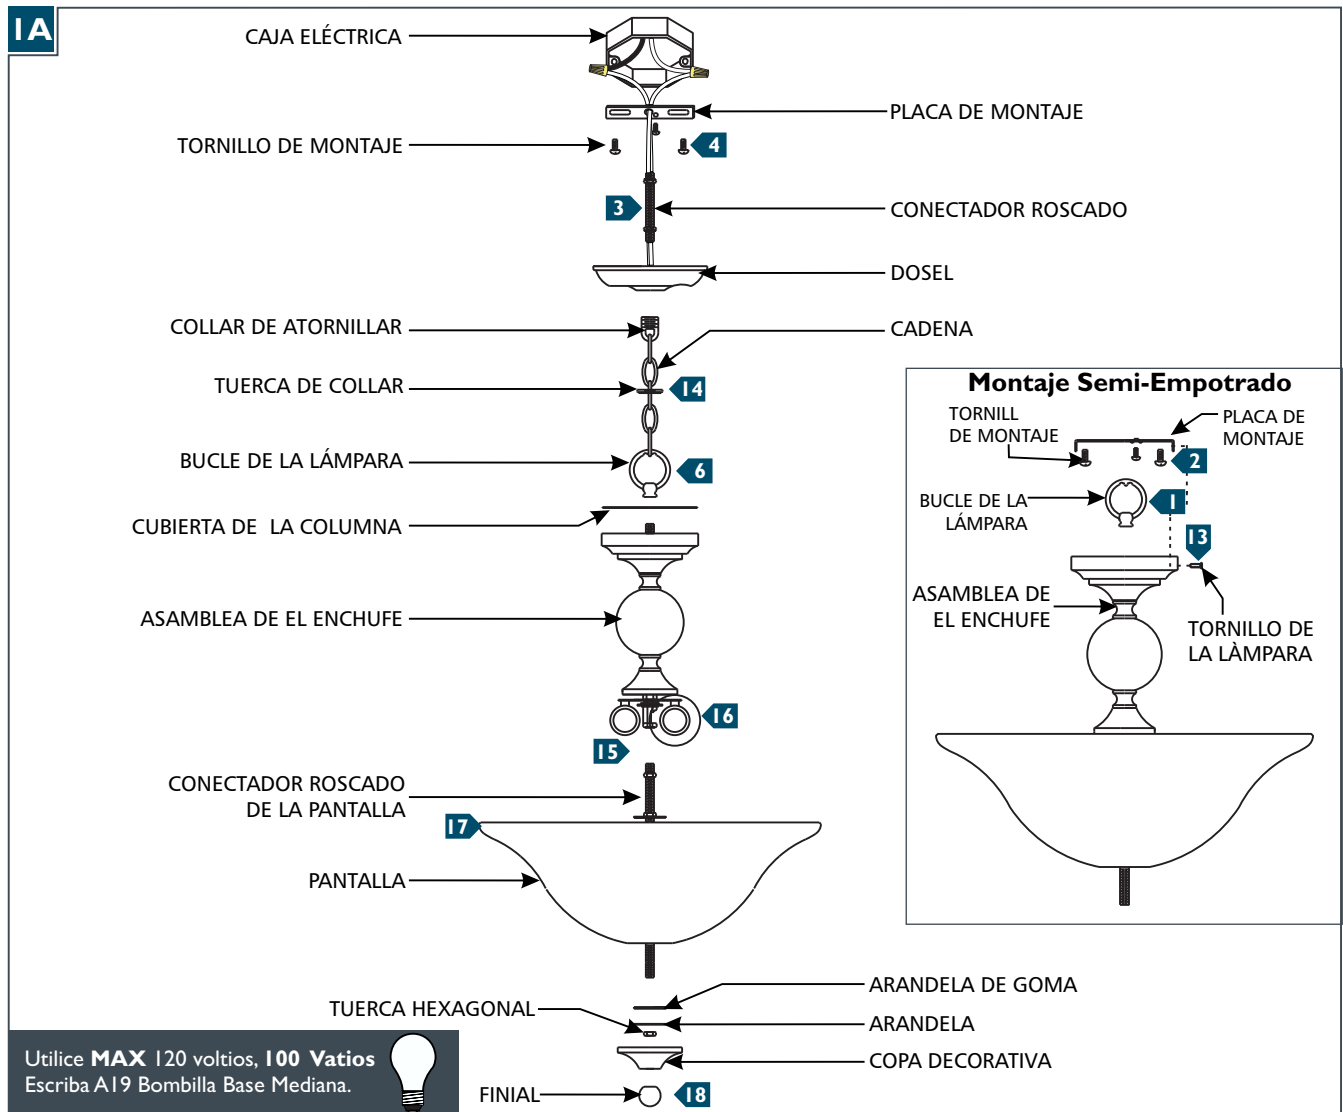 1A
CAJA ELÉCTRICA
PLACA DE MONTAJE
TORNILLO DE MONTAJE
4
3
CONECTADOR ROSCADO
DOSEL
COLLAR DE ATORNILLAR
CADENA
TUERCA DE COLLAR
14
BUCLE DE LA LÁMPARA
6
CUBIERTA DE LA COLUMNA
ASAMBLEA DE EL ENCHUFE
16
15
CONECTADOR ROSCADO
DE LA PANTALLA
17
PANTALLA
ARANDELA DE GOMA
TUERCA HEXAGONAL
ARANDELA
COPA DECORATIVA
FINIAL
18
Montaje Semi-Empotrado
TORNILL
DE MONTAJE
PLACA DE
MONTAJE
2
BUCLE DE LA
LÁMPARA
1
13
ASAMBLEA DE
EL ENCHUFE
TORNILLO DE
LA LÀMPARA
Utilice MAX 120 voltios, 100 Vatios
Escriba A19 Bombilla Base Mediana.